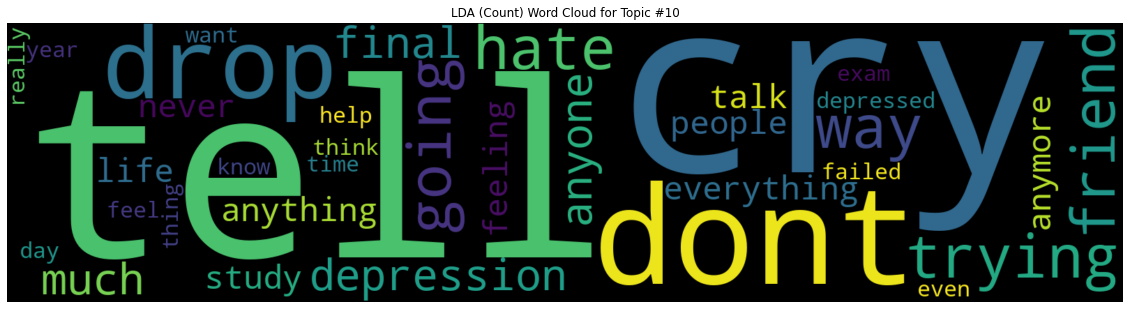 LDA (Count) Word Cloud for Topic #10
really
year
want
drop
final
hate
cry
exam
friend
never
help
going
feeling
anyone
talk
depressed
people
way
tell
think
life
know
time
failed
anymore
feel
thing
anything
everything
dont
day
much
study
depression
trying
even